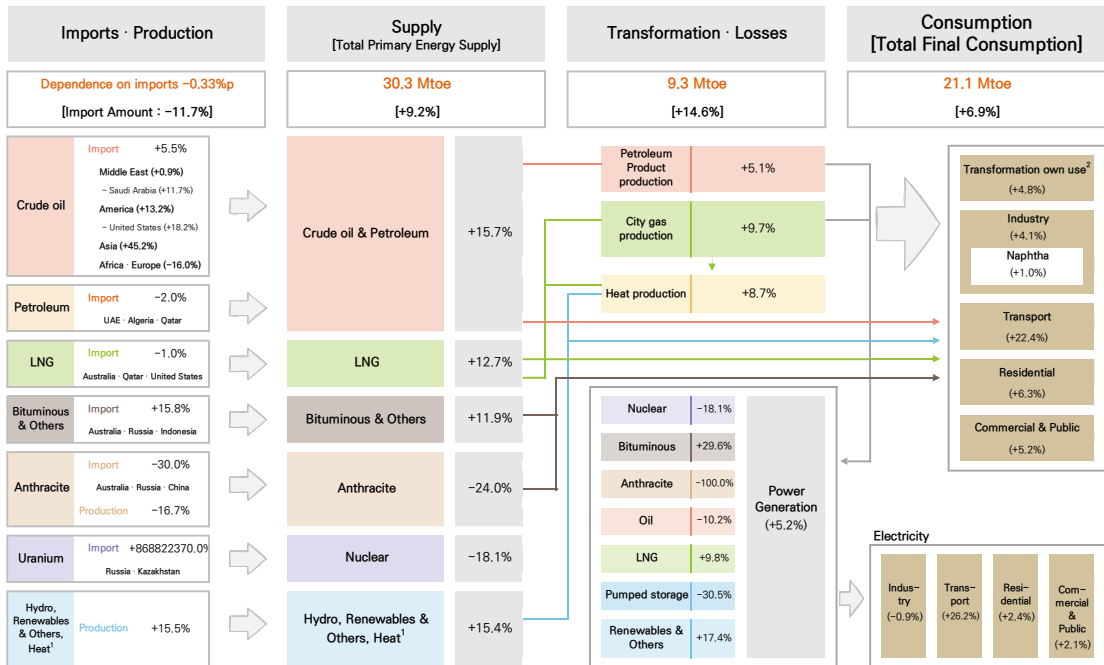 Imports · Production
Supply
[Total Primary Energy Supply]
Transformation · Losses
Consumption
[Total Final Consumption]
Dependence on imports -0.33%p
[Import Amount : -11.7%]
30.3 Mtoe
[+9.2%]
9.3 Mtoe
[+14.6%]
21.1 Mtoe
[+6.9%]
Crude oil
Import +5.5%
Middle East (+0.9%)
- Saudi Arabia (+11.7%)
America (+13.2%)
- United States (+18.2%)
Asia (+45.2%)
Africa · Europe (-16.0%)
Petroleum
Import -2.0%
UAE · Algeria · Qatar
LNG
Import -1.0%
Australia · Qatar · United States
Bituminous
& Others
Import +15.8%
Australia · Russia · Indonesia
Anthracite
Import -30.0%
Australia · Russia · China
Production -16.7%
Uranium
Import +868822370.0%
Russia · Kazakhstan
Hydro,
Renewables
& Others,
Heat1
Production +15.5%
Crude oil & Petroleum +15.7%
LNG +12.7%
Bituminous & Others +11.9%
Anthracite -24.0%
Nuclear -18.1%
Hydro, Renewables &
Others, Heat1
+15.4%
Petroleum
Product
production
+5.1%
City gas
production
+9.7%
Heat production +8.7%
Nuclear -18.1%
Bituminous +29.6%
Anthracite -100.0%
Oil -10.2%
LNG +9.8%
Pumped storage -30.5%
Renewables &
Others
+17.4%
Power
Generation
(+5.2%)
Transformation own use2
(+4.8%)
Industry
(+4.1%)
Naphtha
(+1.0%)
Transport
(+22.4%)
Residential
(+6.3%)
Commercial & Public
(+5.2%)
Electricity
Indus-
try
(-0.9%)
Trans-
port
(+26.2%)
Resi-
dential
(+2.4%)
Com-
mercial
&
Public
(+2.1%)